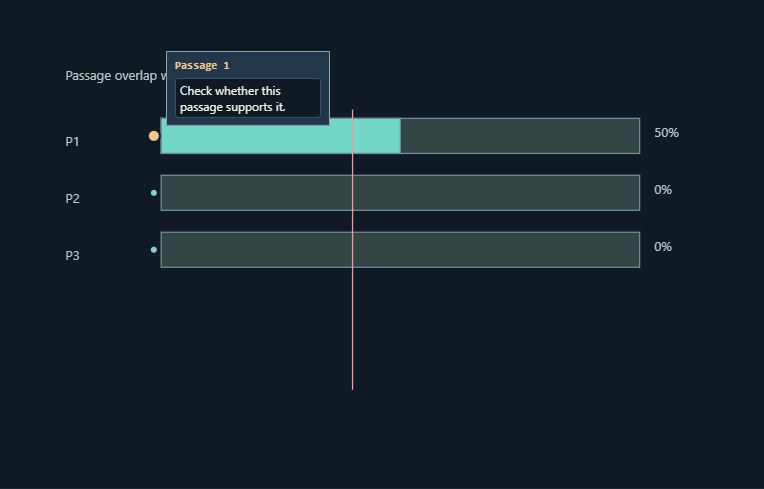 Passage 1
Passage overlap
Check whether this
passage supports it.
P1
50%
P2
0%
P3
0%